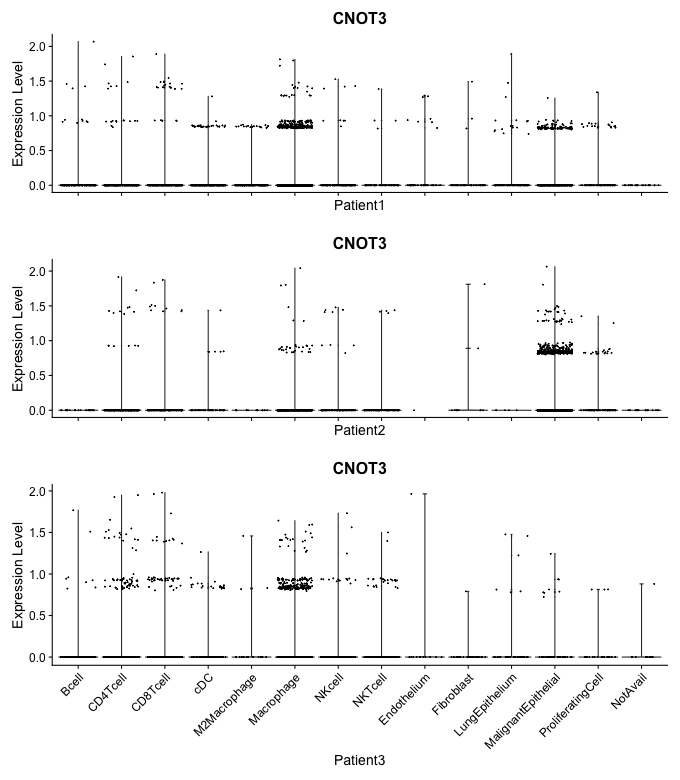 CNOT3
2.0
1.5
1.0
0.5
0.0
Expression Level
Patient1
CNOT3
2.0
1.5
1.0
0.5
0.0
Expression Level
Patient2
CNOT3
2.0
1.5
1.0
0.5
0.0
Expression Level
Bcell
CD4Tcell
CD8Tcell
cDC
M2Macrophage
Macrophage
NKcell
NKTcell
Endothelium
Fibroblast
LungEpithelium
MalignantEpithelial
ProliferatingCell
NotAvail
Patient3